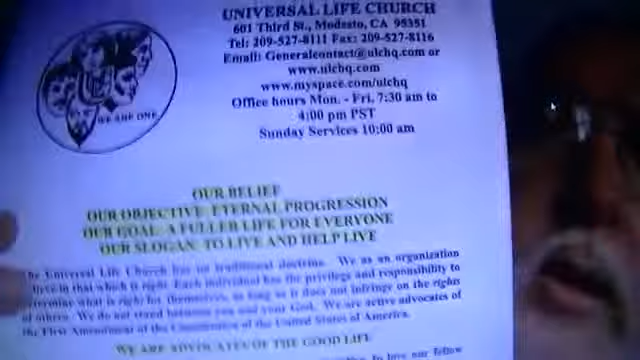 UNIVERSAL LIFE CHURCH
601 Third St., Modesto, CA 95351
Tel: 209-527-8111 Fax: 209-527-8116
Email: Generalcontact@ulchq.com or
www.ulchq.com
www.myspace.com/ulchq
Office hours Mon. - Fri, 7:30 am to
4:00 pm PST
Sunday Services 10:00 am
WE ARE ONE
OUR BELIEF
OUR OBJECTIVE: ETERNAL PROGRESSION
OUR GOAL: A FULLER LIFE FOR EVERYONE
OUR SLOGAN: TO LIVE AND HELP LIVE
The Universal Life Church has no traditional doctrine. We as an organization
believe in that which is right. Each individual has the privilege and responsibility to
determine what is right for themselves, as long as it does not infringe on the rights
of others. We do not stand between you and your God. We are active advocates of
the First Amendment of the Constitution of the United States of America.
WE ARE ADVOCATES OF THE GOOD LIFE
to love our fellow